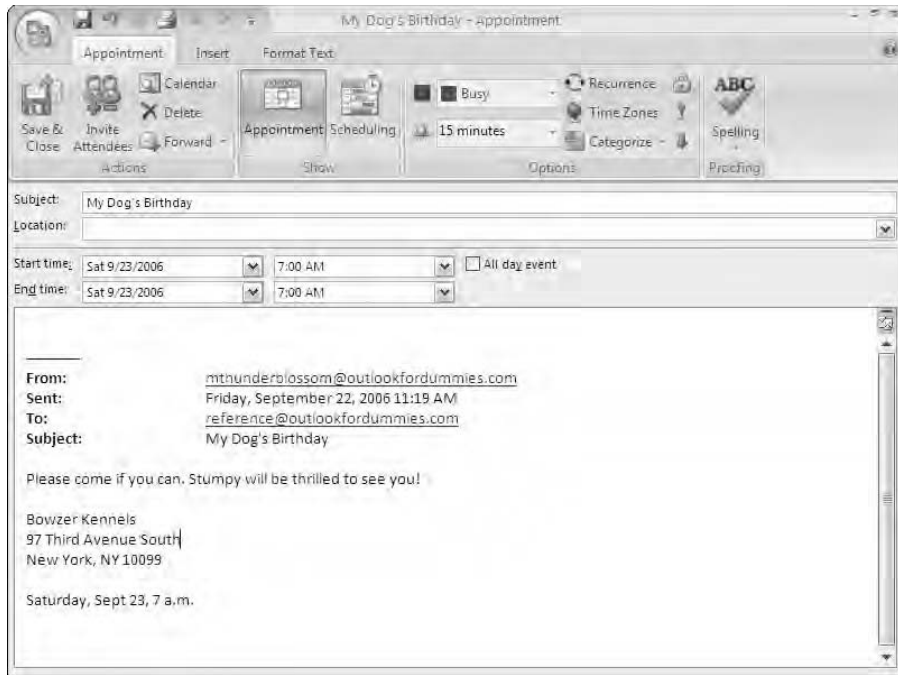 My Dog's Birthday - Appointment
Appointment Insert Format Text
Save & Close
Invite Attendees
Calendar
Delete
Forward
Actions
Appointment
Scheduling
Show
Busy
15 minutes
Recurrence
Time Zones
Categorize
Options
ABC
Spelling
Proofing
Subject: My Dog's Birthday
Location:
Start time: Sat 9/23/2006 7:00 AM All day event
End time: Sat 9/23/2006 7:00 AM
From: mthunderblossom@outlookfordummies.com
Sent: Friday, September 22, 2006 11:19 AM
To: reference@outlookfordummies.com
Subject: My Dog's Birthday
Please come if you can. Stumpy will be thrilled to see you!
Bowzer Kennels
97 Third Avenue South
New York, NY 10099
Saturday, Sept 23, 7 a.m.